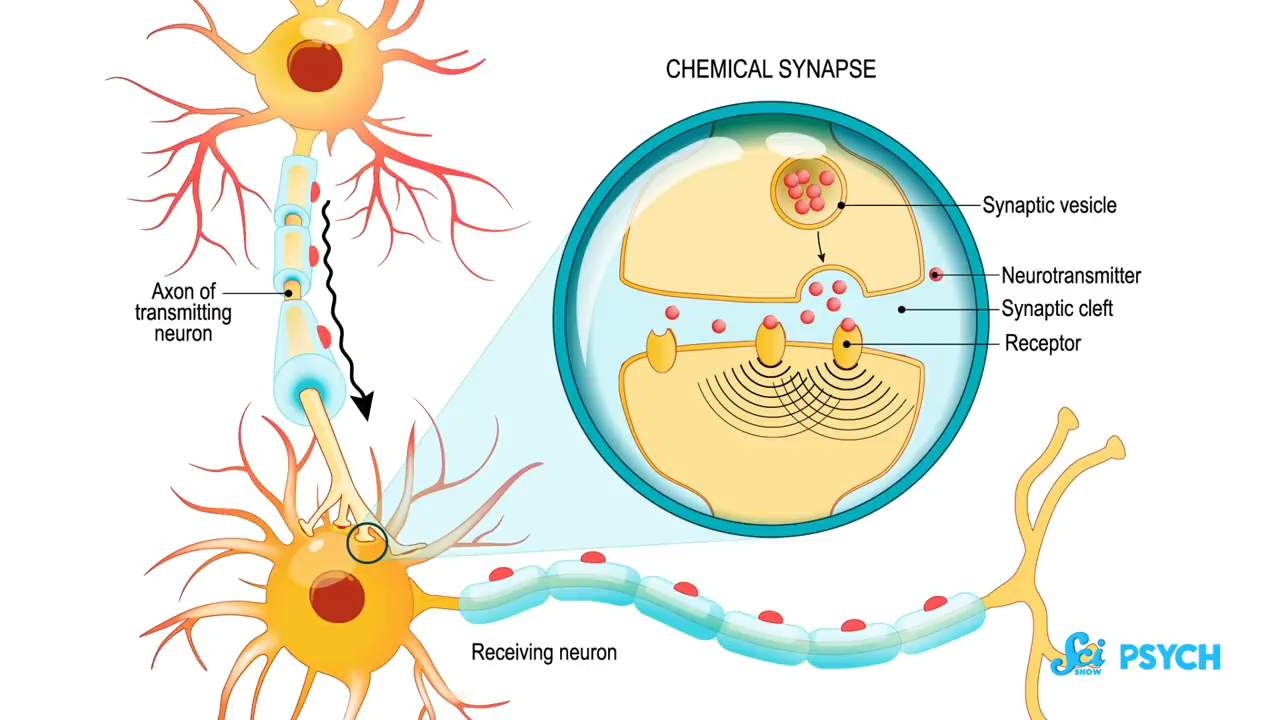 CHEMICAL SYNAPSE
Synaptic vesicle
Neurotransmitter
Synaptic cleft
Receptor
Axon of
transmitting
neuron
Receiving neuron
Sci SHOW PSYCH